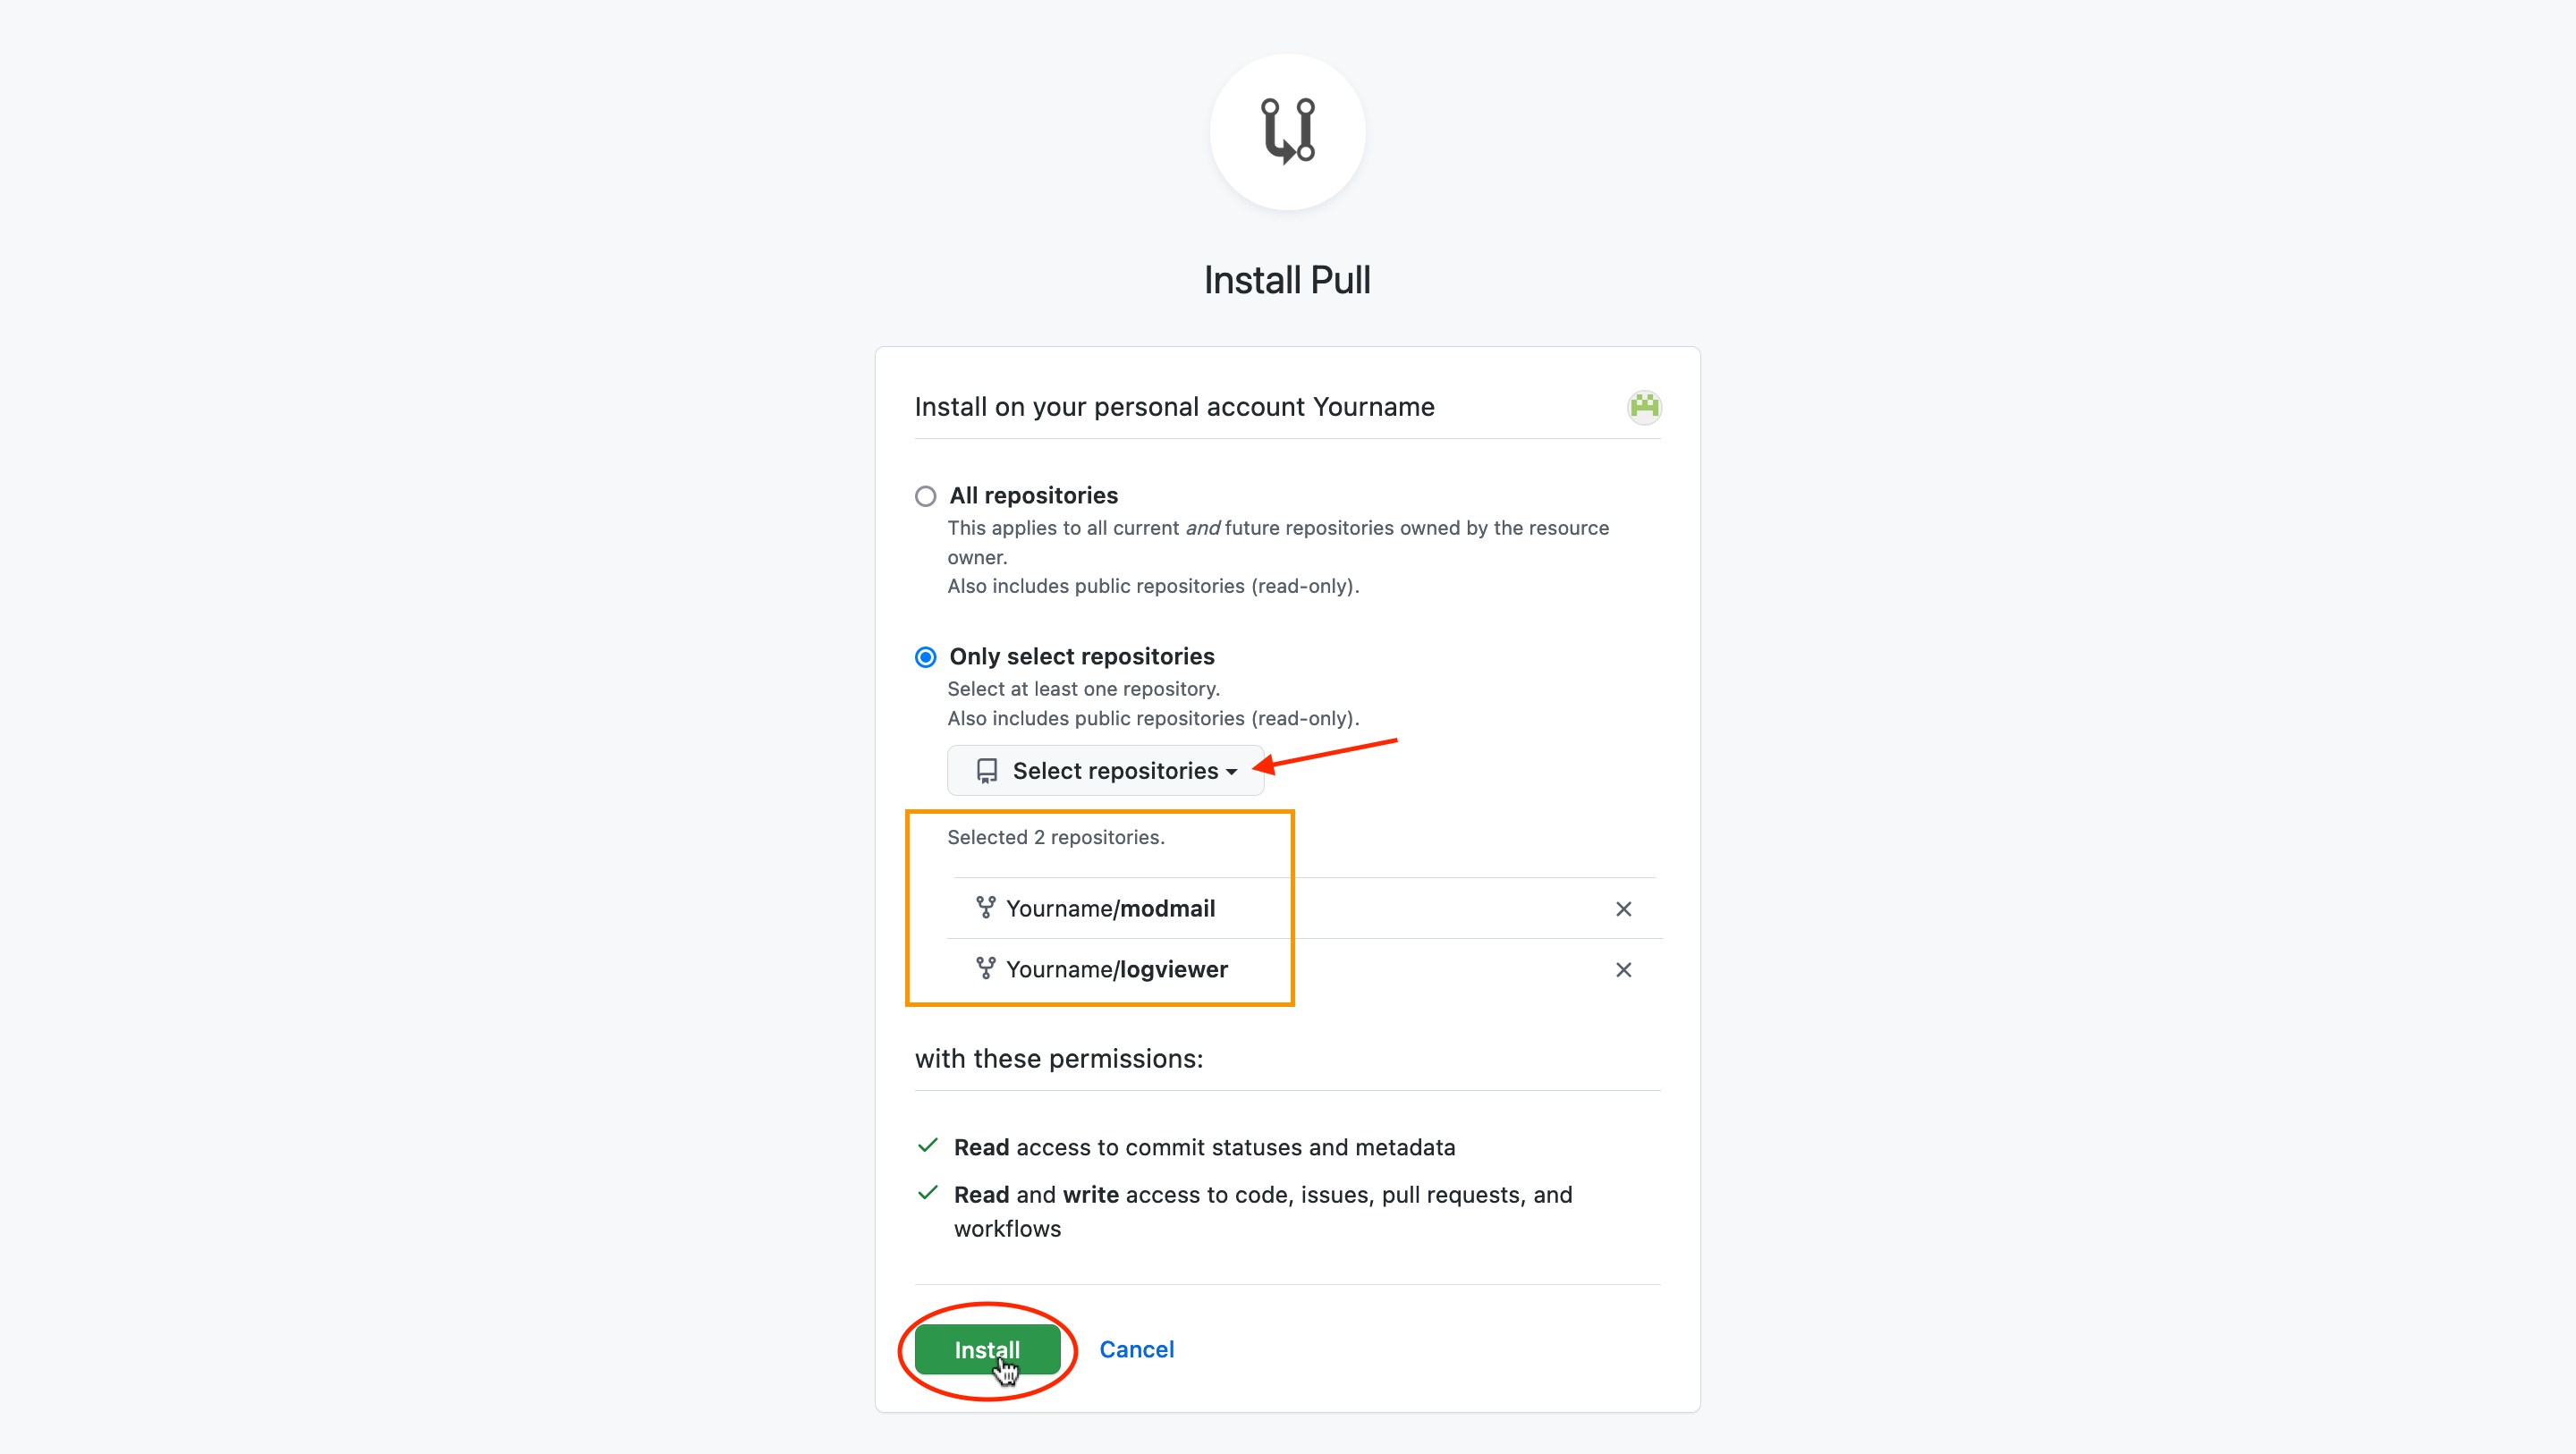 Install Pull
Install on your personal account Yourname
All repositories
This applies to all current and future repositories owned by the resource
owner.
Also includes public repositories (read-only).
Only select repositories
Select at least one repository.
Also includes public repositories (read-only).
Select repositories
Selected 2 repositories.
Yourname/modmail
Yourname/logviewer
with these permissions:
Read access to commit statuses and metadata
Read and write access to code, issues, pull requests, and
workflows
Install Cancel